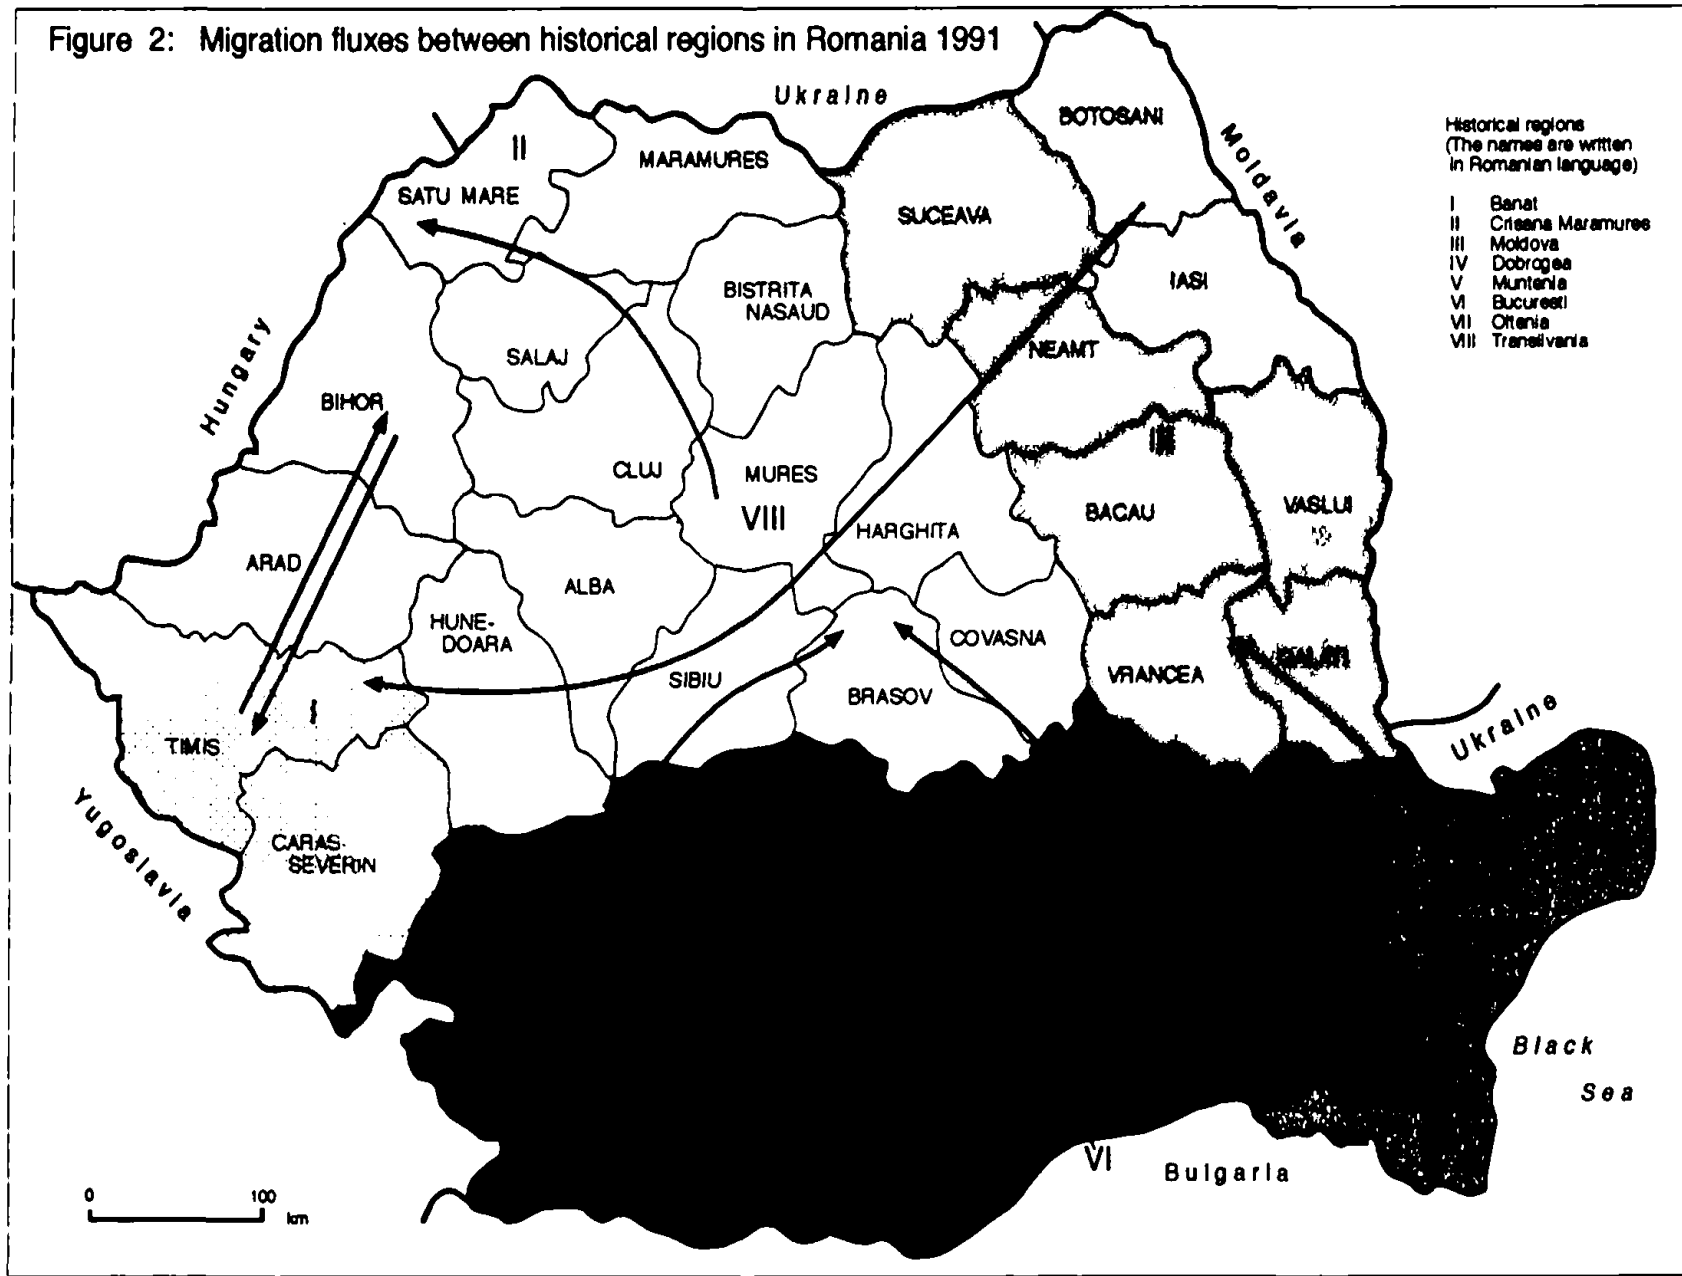 Figure 2: Migration fluxes between historical regions in Romania 1991
Ukraine
Moldavia
Historical regions
(The names are written
in Romanian language)
I Banat
II Crisana Maramures
III Moldova
IV Dobrogea
V Muntenia
VI Bucuresti
VII Oltenia
VIII Transilvania
BOTOSANI
II
MARAMURES
SATU MARE
SUCEAVA
IASI
BISTRITA
NASAUD
NEAMT
SALAJ
Hungary
BIHOR
III
CLUJ
MURES
VIII
BACAU
VASLUI
HARGHITA
ARAD
ALBA
HUNE-
DOARA
COVASNA
SIBIU
BRASOV
VRANCEA
GALATI
I
TIMIS
Ukraine
Yugoslavia
CARAS-
SEVERIN
Black
Sea
VI
Bulgaria
0 100
km